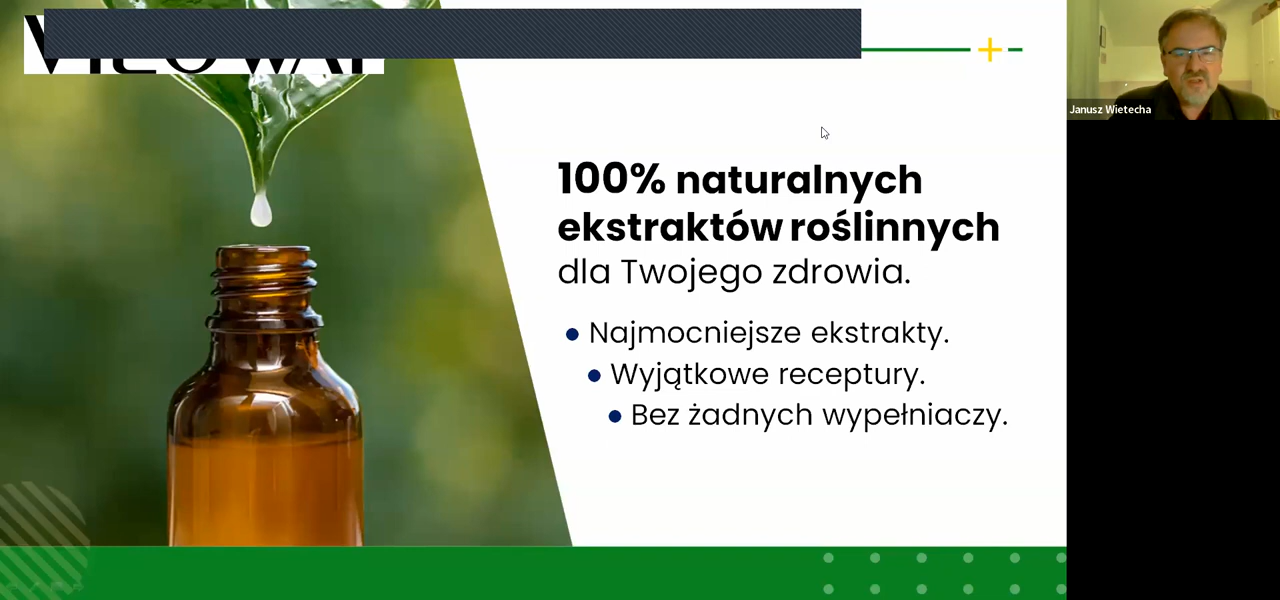 100% naturalnych
ekstraktów roślinnych
dla Twojego zdrowia.
Najmocniejsze ekstrakty.
Wyjątkowe receptury.
Bez żadnych wypełniaczy.
Janusz Wietecha